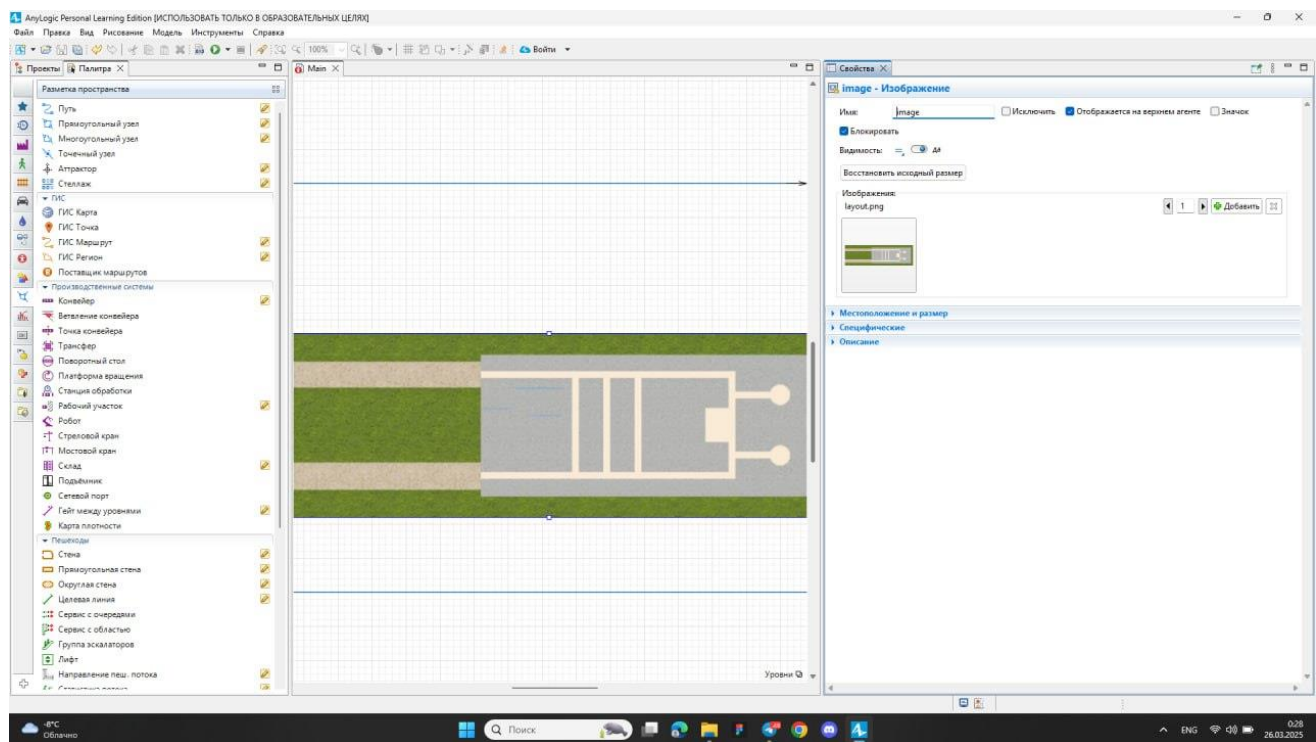 AnyLogic Personal Learning Edition [ИСПОЛЬЗОВАТЬ ТОЛЬКО В ОБРАЗОВАТЕЛЬНЫХ ЦЕЛЯХ]
Файл Правка Вид Рисование Модель Инструменты Справка
100% Войти
Проекты Палитра Main Свойства
Разметка пространства
Путь
Прямоугольный узел
Многоугольный узел
Точечный узел
Аттрактор
Стеллаж
ГИС
ГИС Карта
ГИС Точка
ГИС Маршрут
ГИС Регион
Поставщик маршрутов
Производственные системы
Конвейер
Ветвление конвейера
Точка конвейера
Трансфер
Поворотный стол
Платформа вращения
Станция обработки
Рабочий участок
Робот
Стреловой кран
Мостовой кран
Склад
Подъёмник
Сетевой порт
Гейт между уровнями
Карта плотности
Пешеходы
Стена
Прямоугольная стена
Округлая стена
Целевая линия
Сервис с очередями
Сервис с областью
Группа эскалаторов
Лифт
Направление пеш. потока
Уровни
image - Изображение
Имя: image Исключить Отображается на верхнем агенте Значок
Блокировать
Видимость: = да
Восстановить исходный размер
Изображения:
layout.png 1 Добавить
Местоположение и размер
Специфические
Описание
-8°C
Облачно
Поиск
ENG
0:28
26.03.2025